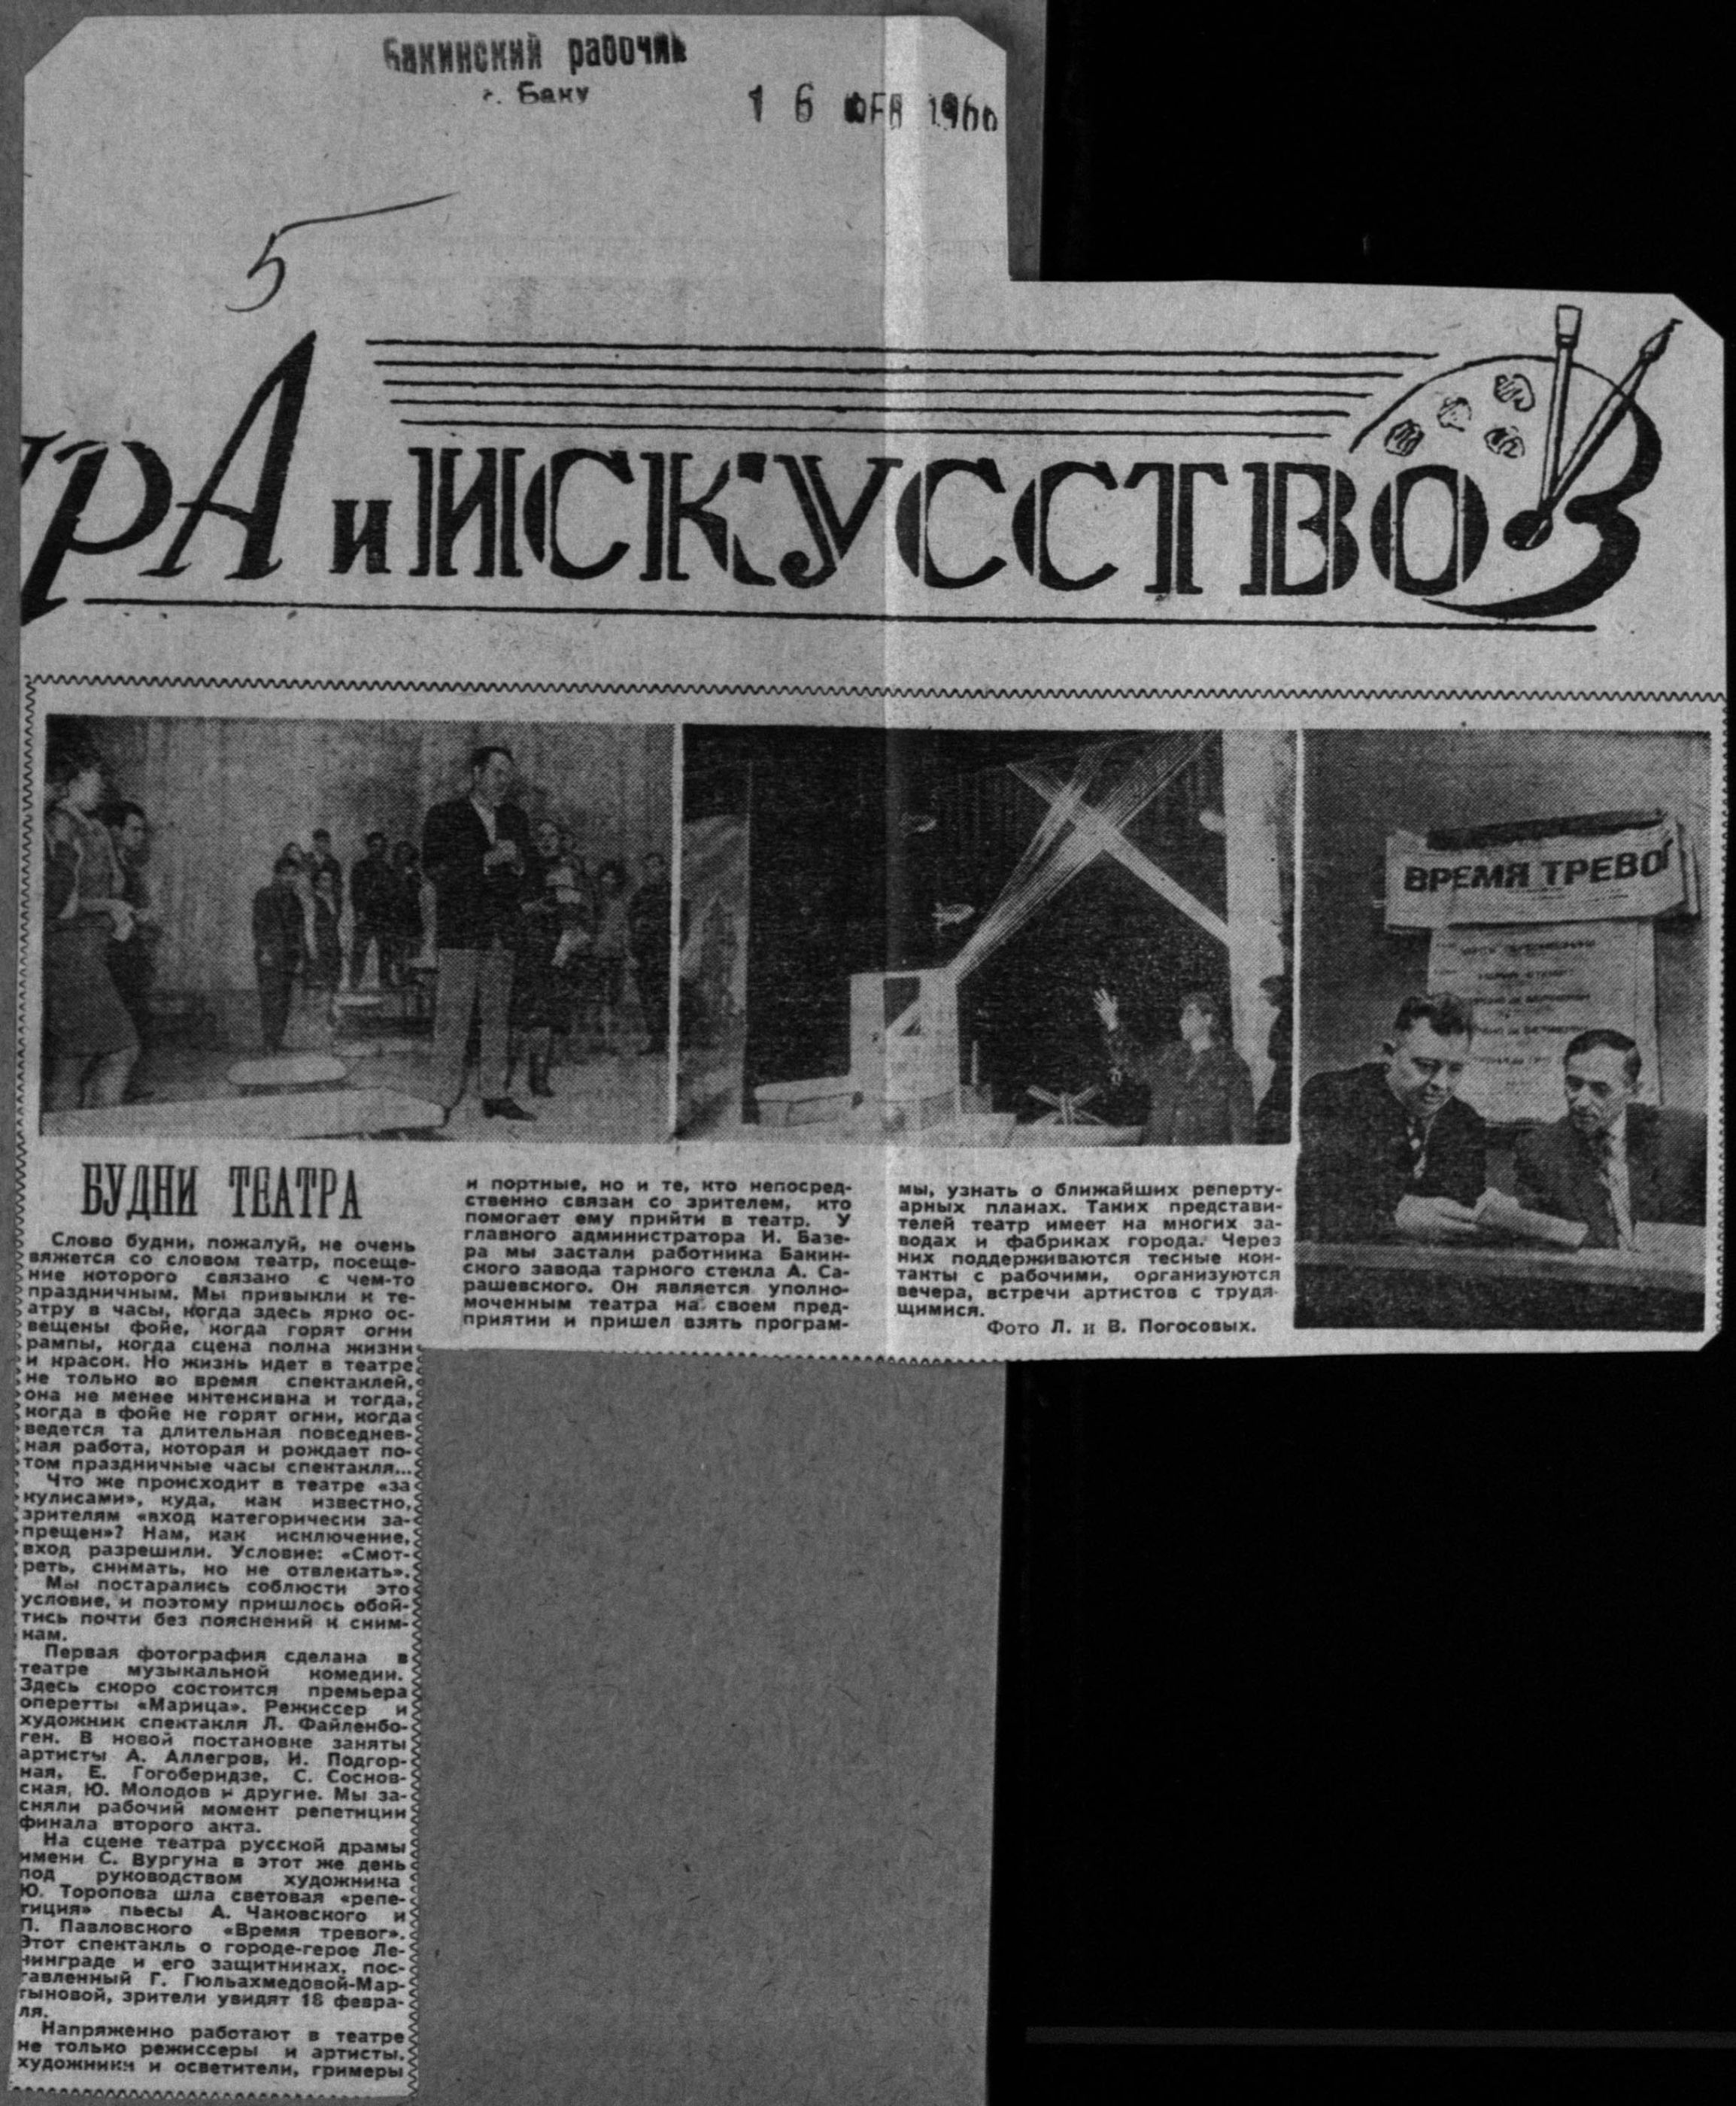 Бакинский рабочий
г. Баку
16 ФЕВ 1966
5
УРА и ИСКУССТВО
ВРЕМЯ ТРЕВОГ
БУДНИ ТЕАТРА
Слово будни, пожалуй, не очень
вяжется со словом театр, посеще-
ние которого связано с чем-то
праздничным. Мы привыкли к те-
атру в часы, когда здесь ярко ос-
вещены фойе, когда горят огни
рампы, когда сцена полна жизни
и красок. Но жизнь идет в театре
не только во время спектаклей,
она не менее интенсивна и тогда,
когда в фойе не горят огни, когда
ведется та длительная повседнев-
ная работа, которая и рождает по-
том праздничные часы спектакля...
Что же происходит в театре «за
кулисами», куда, как известно,
зрителям «вход категорически за-
прещен»? Нам, как исключение,
вход разрешили. Условие: «Смот-
реть, снимать, но не отвлекать».
Мы постарались соблюсти это
условие, и поэтому пришлось обой-
тись почти без пояснений к сним-
кам.
Первая фотография сделана в
театре музыкальной комедии.
Здесь скоро состоится премьера
оперетты «Марица». Режиссер и
художник спектакля Л. Файленбо-
ген. В новой постановке заняты
артисты А. Аллегров, И. Подгор-
ная, Е. Гогоберидзе, С. Соснов-
ская, Ю. Молодов и другие. Мы за-
сняли рабочий момент репетиции
финала второго акта.
На сцене театра русской драмы
имени С. Вургуна в этот же день
под руководством художника
Ю. Торопова шла световая «репе-
тиция» пьесы А. Чаковского и
П. Павловского «Время тревог».
Этот спектакль о городе-герое Ле-
нинграде и его защитниках, пос-
тавленный Г. Гюльахмедовой-Мар-
тыновой, зрители увидят 18 февра-
ля.
Напряженно работают в театре
не только режиссеры и артисты,
художники и осветители, гримеры
и портные, но и те, кто непосред-
ственно связан со зрителем, кто
помогает ему прийти в театр. У
главного администратора И. Базе-
ра мы застали работника Бакин-
ского завода тарного стекла А. Са-
рашевского. Он является уполно-
моченным театра на своем пред-
приятии и пришел взять програм-
мы, узнать о ближайших реперту-
арных планах. Таких представи-
телей театр имеет на многих за-
водах и фабриках города. Через
них поддерживаются тесные кон-
такты с рабочими, организуются
вечера, встречи артистов с трудя-
щимися.
Фото Л. и В. Погосовых.